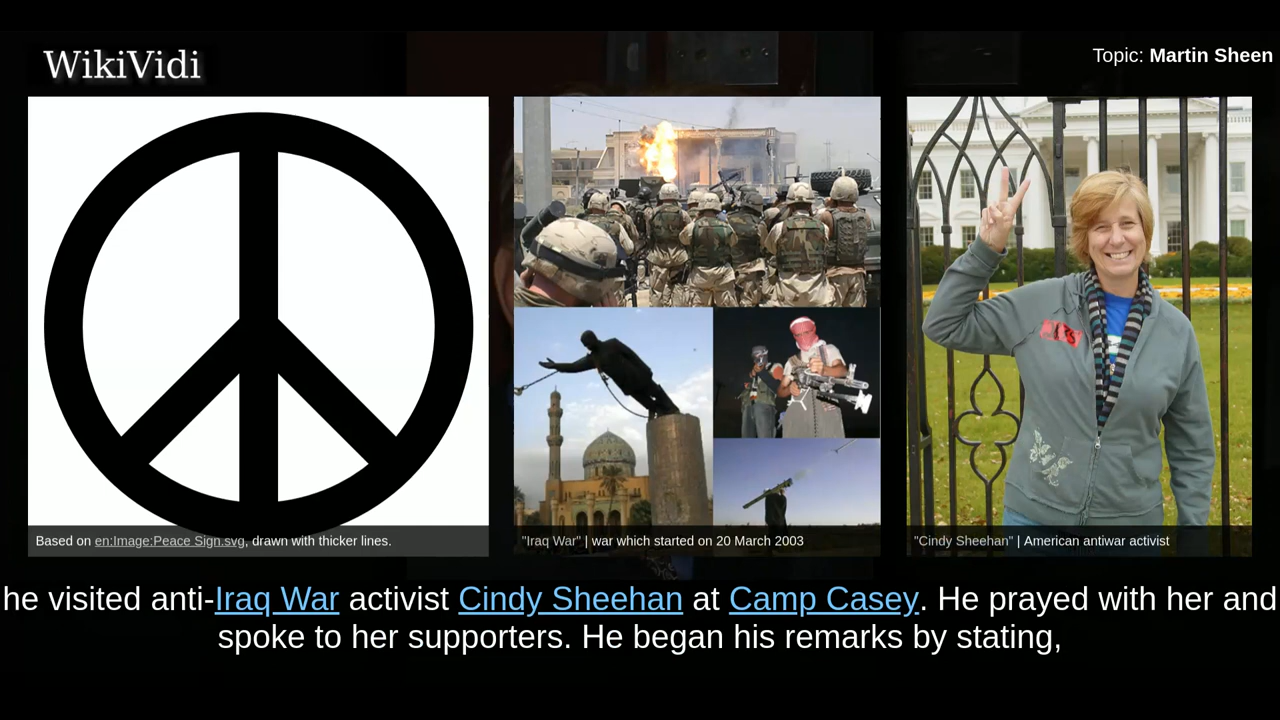 WikiVidi
Topic: Martin Sheen
Based on en:Image:Peace Sign.svg, drawn with thicker lines.
"Iraq War" | war which started on 20 March 2003
"Cindy Sheehan" | American antiwar activist
he visited anti-Iraq War activist Cindy Sheehan at Camp Casey. He prayed with her and
spoke to her supporters. He began his remarks by stating,